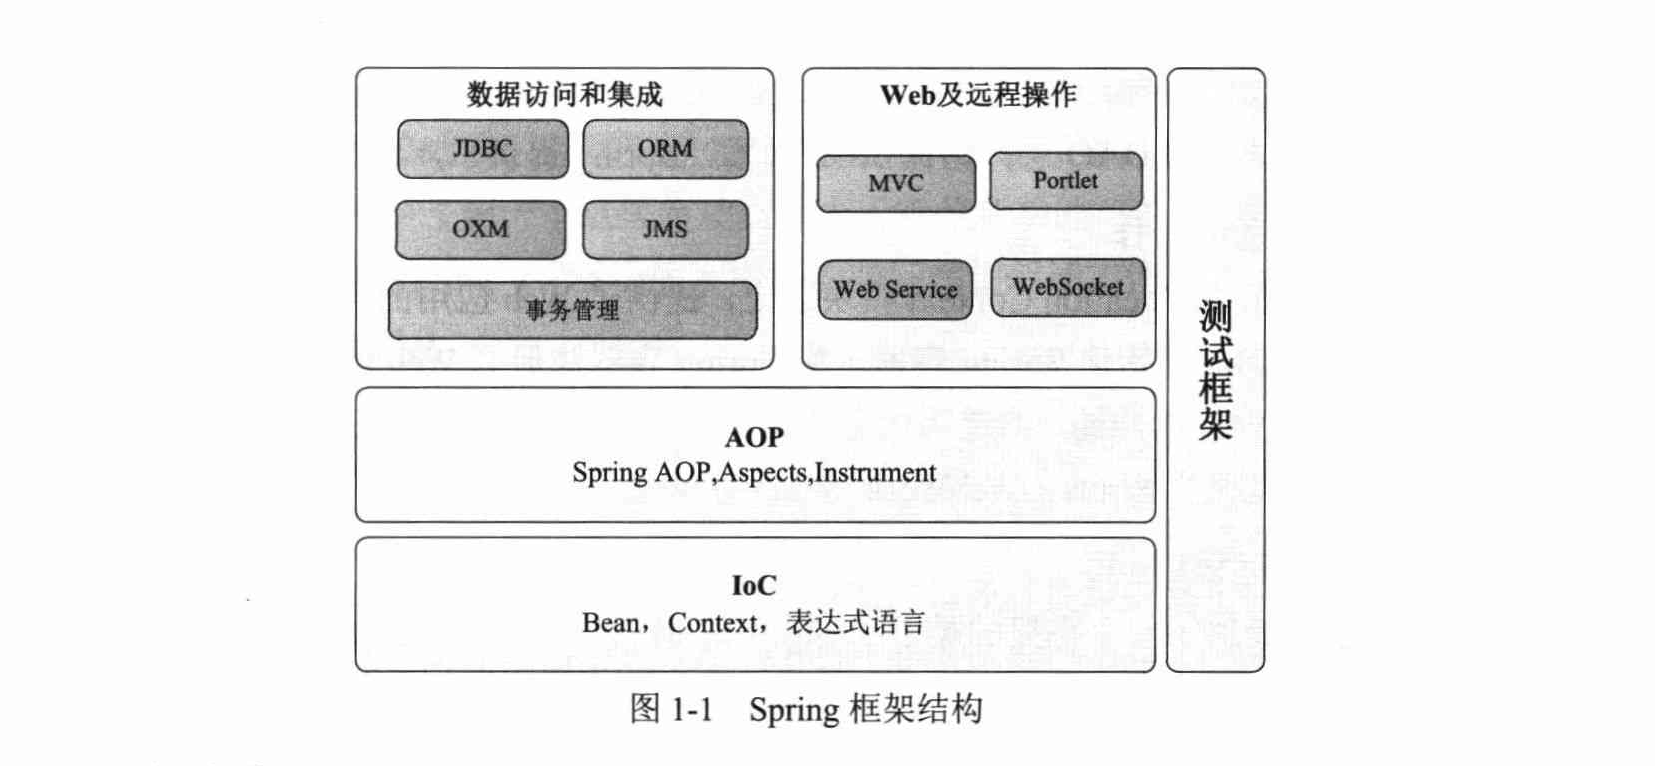 数据访问和集成
JDBC
ORM
OXM
JMS
事务管理
Web及远程操作
MVC
Portlet
Web Service
WebSocket
AOP
Spring AOP,Aspects,Instrument
IoC
Bean，Context，表达式语言
测试框架
图 1-1 Spring 框架结构